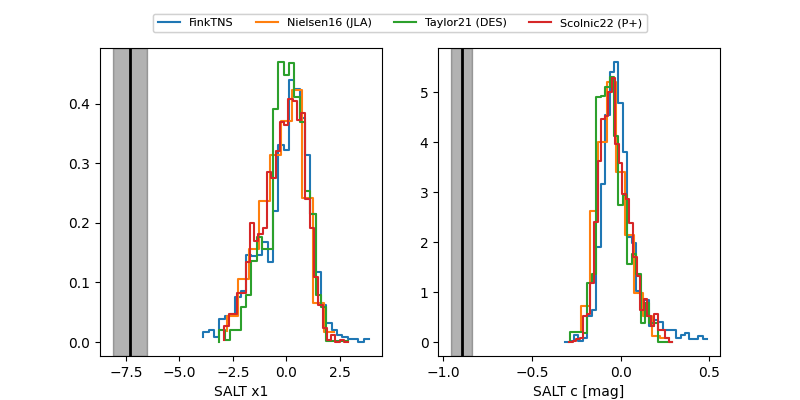 FinkTNS Nielsen16 (JLA) Taylor21 (DES) Scolnic22 (P+)
0.4
0.3
0.2
0.1
0.0
−7.5 −5.0 −2.5 0.0 2.5
SALT x1
5
4
3
2
1
0
−1.0 −0.5 0.0 0.5
SALT c [mag]